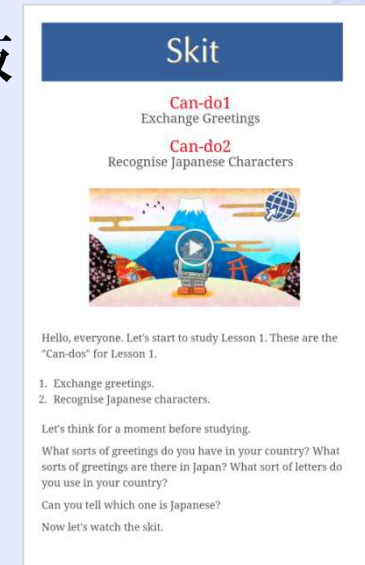 Skit
Can-do1
Exchange Greetings
Can-do2
Recognise Japanese Characters
Hello, everyone. Let's start to study Lesson 1. These are the
"Can-dos" for Lesson 1.
1. Exchange greetings.
2. Recognise Japanese characters.
Let's think for a moment before studying.
What sorts of greetings do you have in your country? What
sorts of greetings are there in Japan? What sort of letters do
you use in your country?
Can you tell which one is Japanese?
Now let's watch the skit.